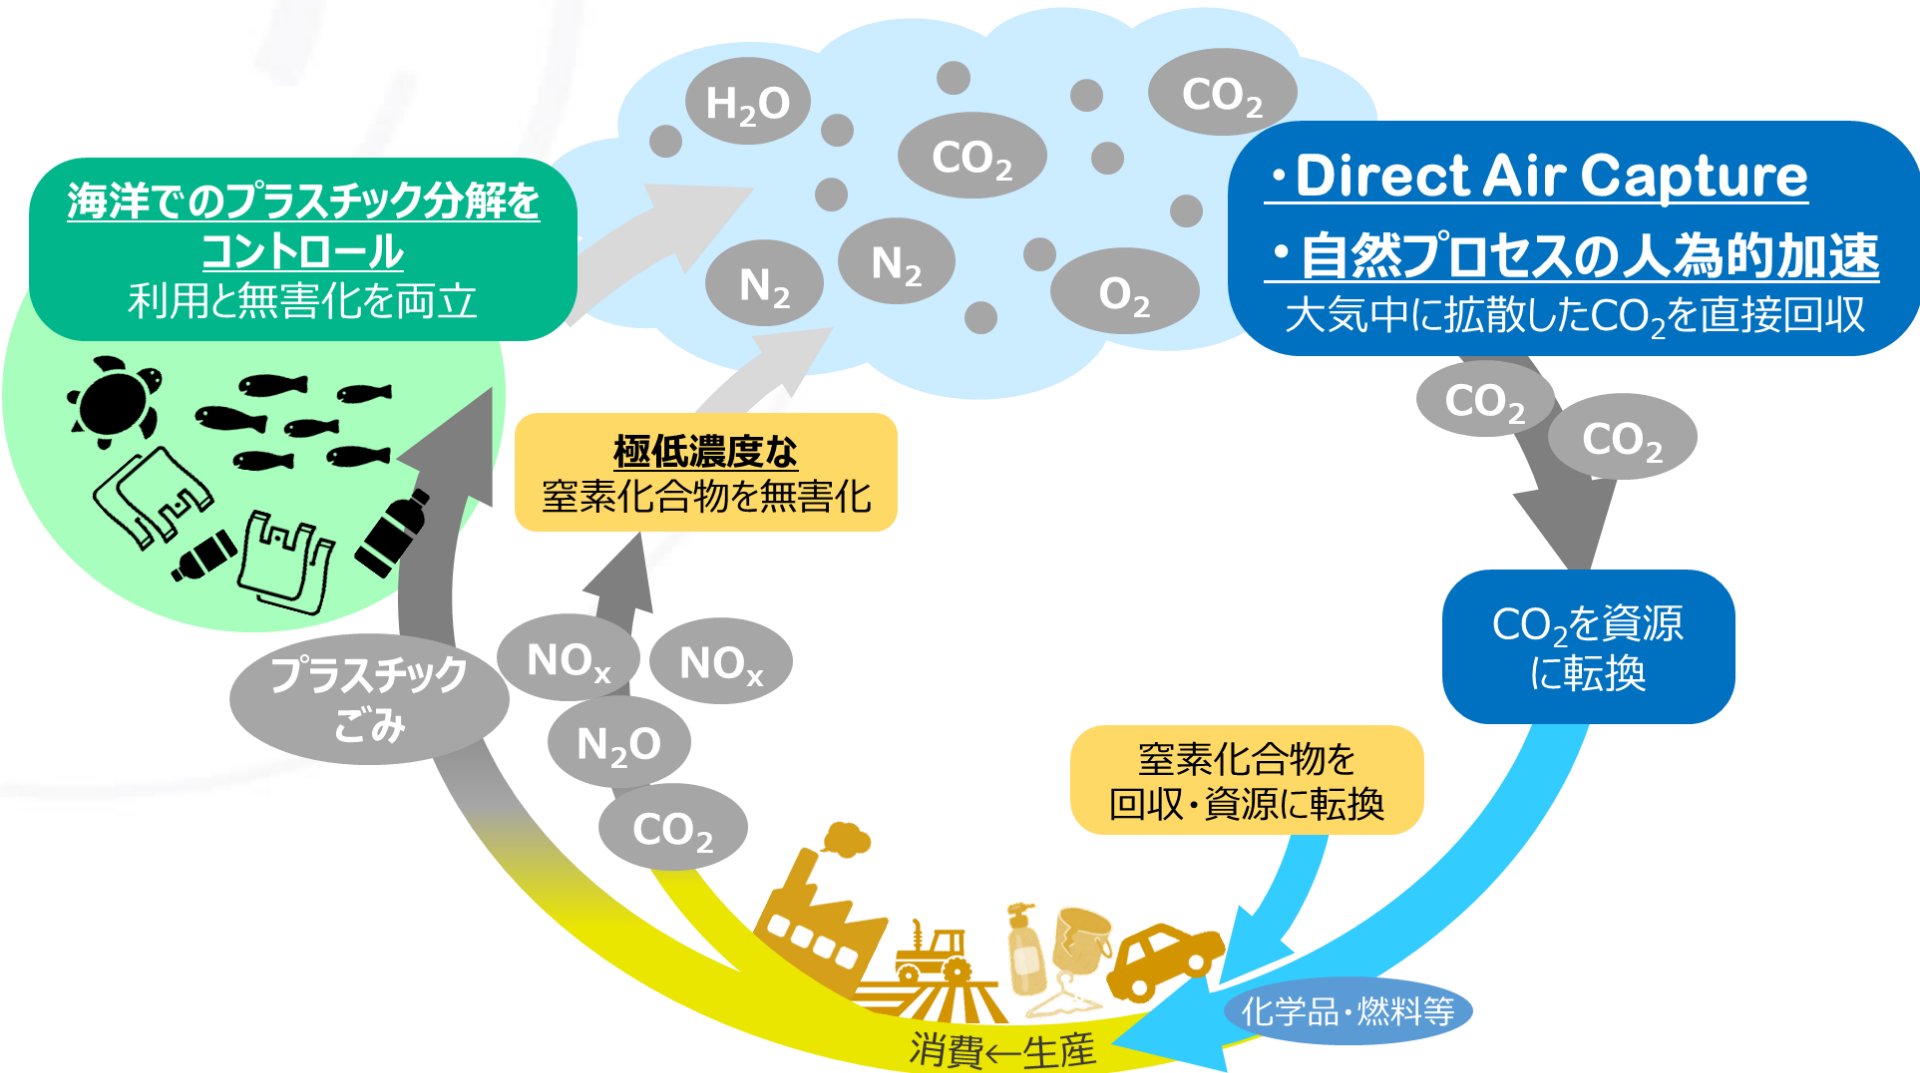 H₂O
CO₂
CO₂
N₂
N₂
O₂
海洋でのプラスチック分解を
コントロール
利用と無害化を両立
・Direct Air Capture
・自然プロセスの人為的加速
大気中に拡散したCO₂を直接回収
CO₂
CO₂
極低濃度な
窒素化合物を無害化
CO₂を資源
に転換
プラスチック
ごみ
NOₓ
NOₓ
N₂O
CO₂
窒素化合物を
回収・資源に転換
化学品・燃料等
消費←生産